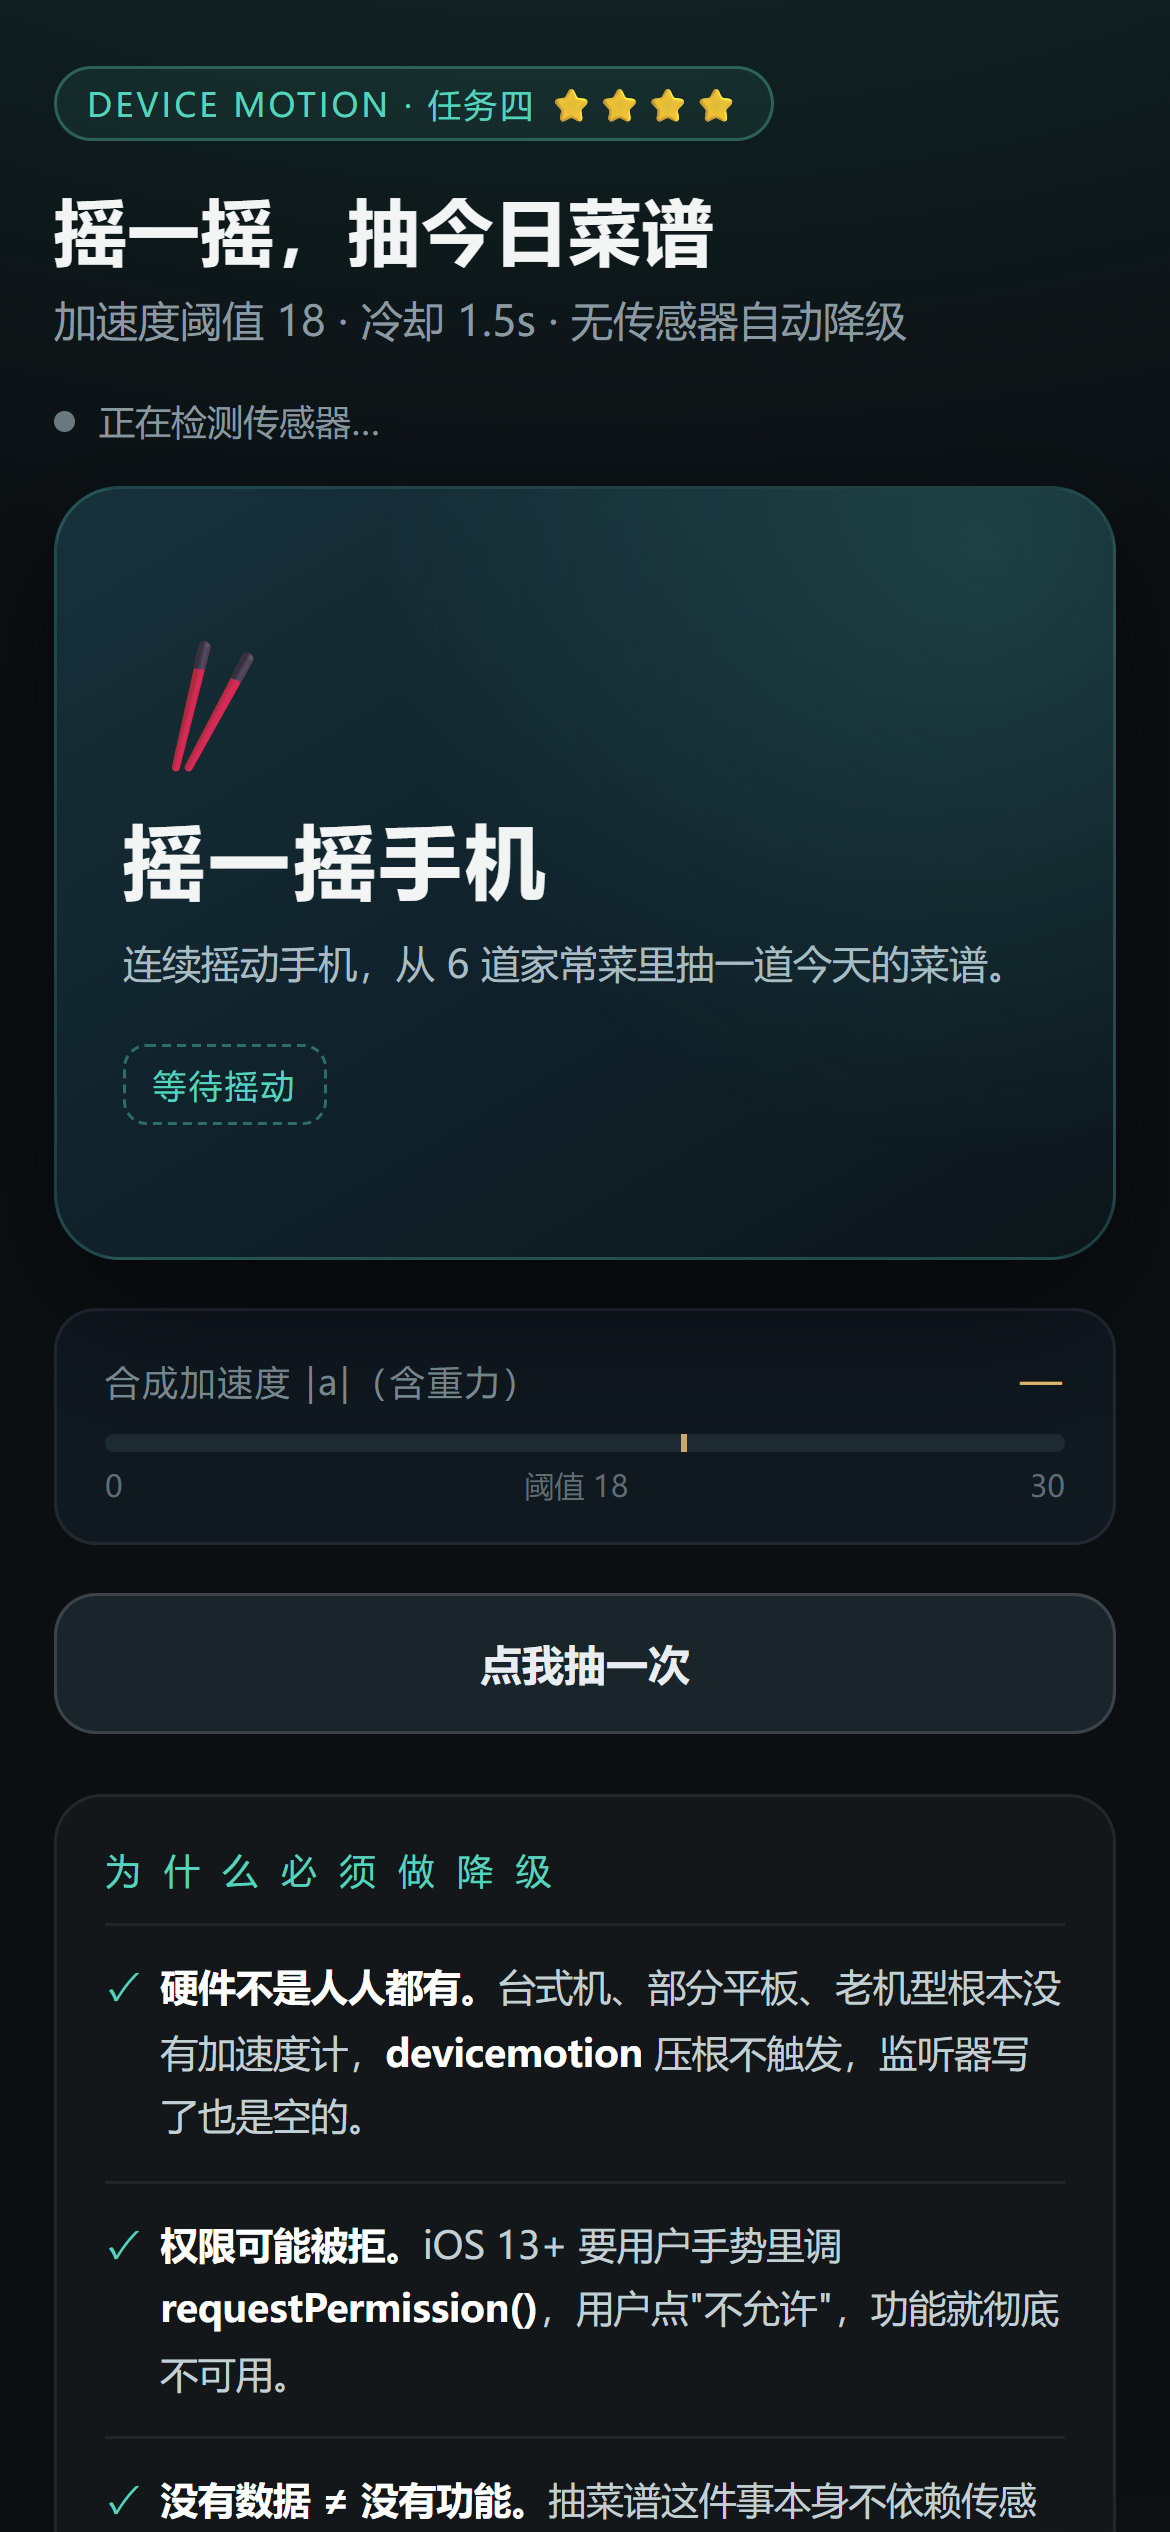 DEVICE MOTION · 任务四 ⭐⭐⭐⭐
摇一摇，抽今日菜谱
加速度阈值 18 · 冷却 1.5s · 无传感器自动降级
正在检测传感器…
摇一摇手机
连续摇动手机，从 6 道家常菜里抽一道今天的菜谱。
等待摇动
合成加速度 |a|（含重力） —
0 阈值 18 30
点我抽一次
为什么必须做降级
✓ 硬件不是人人都有。台式机、部分平板、老机型根本没
有加速度计，devicemotion 压根不触发，监听器写
了也是空的。
✓ 权限可能被拒。iOS 13+ 要用户手势里调
requestPermission()，用户点"不允许"，功能就彻底
不可用。
✓ 没有数据 ≠ 没有功能。抽菜谱这件事本身不依赖传感